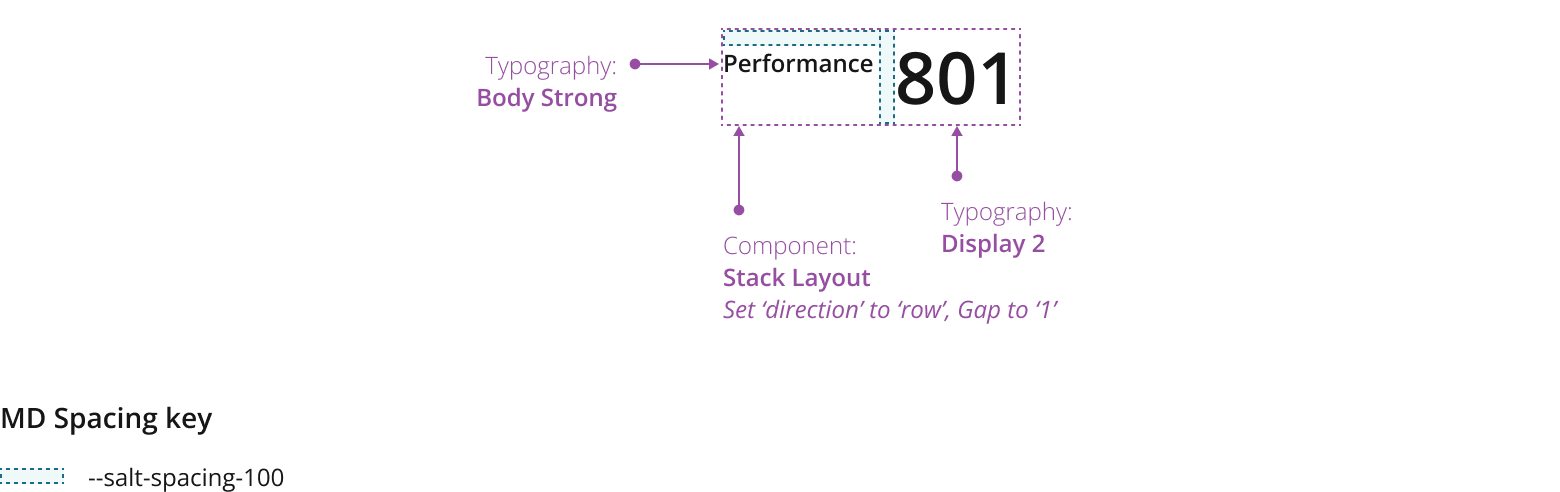 Typography:
Body Strong
Performance
801
Component:
Stack Layout
Set ‘direction’ to ‘row’, Gap to ‘1’
Typography:
Display 2
MD Spacing key
--salt-spacing-100